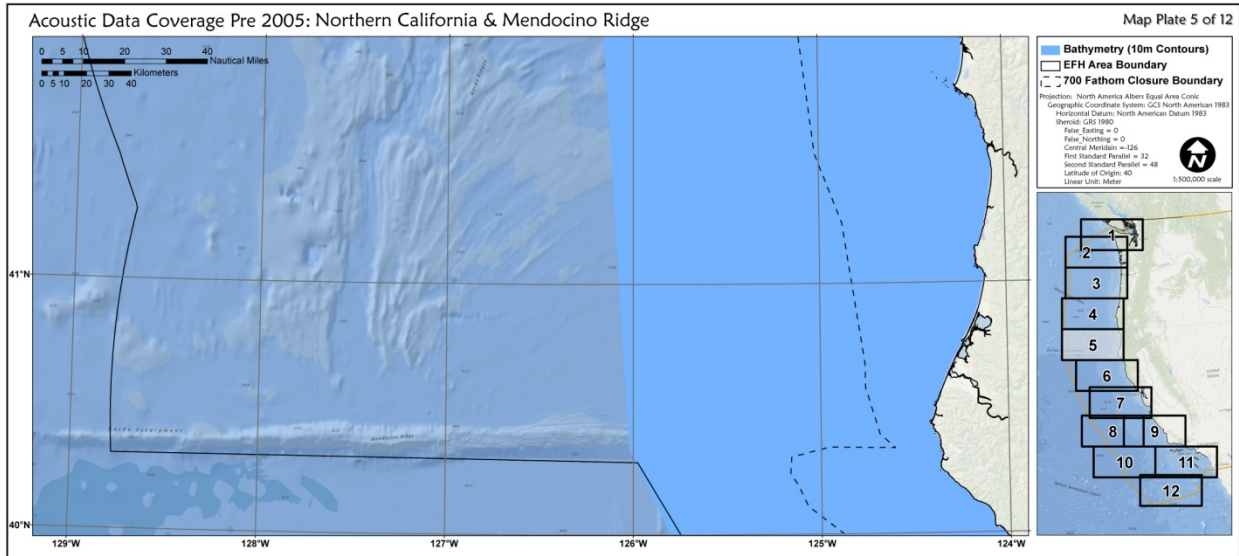 Acoustic Data Coverage Pre 2005: Northern California & Mendocino Ridge
Map Plate 5 of 12
0 5 10 20 30 40
Nautical Miles
Kilometers
0 5 10 20 30 40
Bathymetry (10m Contours)
EFH Area Boundary
700 Fathom Closure Boundary
Projection: North America Albers Equal Area Conic
Geographic Coordinate System: GCS North American 1983
Horizontal Datum: North American Datum 1983
Sheroid: GRS 1980
False_Easting = 0
False_Northing = 0
Central Meridain =-126
First Standard Parallel = 32
Second Standard Parallel = 48
Latitude of Origin: 40
Linear Unit: Meter
N
1:500,000 scale
1
2
3
4
5
6
7
8
9
10
11
12
41°N
41°N
Gorda Escarpment
Mendocino Ridge
40°N
40°N
129°W
128°W
127°W
126°W
125°W
124°W